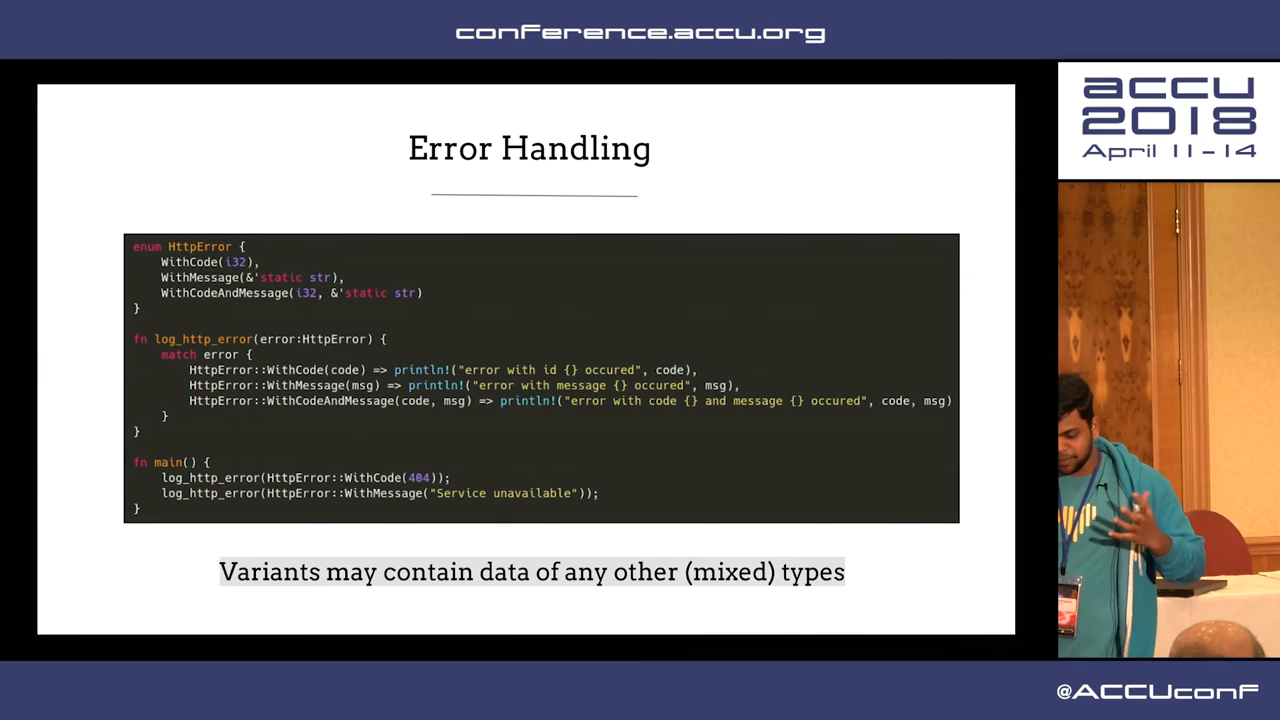 conference.accu.org
accu
2018
April 11-14
Error Handling
enum HttpError {
    WithCode(i32),
    WithMessage(&'static str),
    WithCodeAndMessage(i32, &'static str)
}
fn log_http_error(error:HttpError) {
    match error {
        HttpError::WithCode(code) => println!("error with id {} occured", code),
        HttpError::WithMessage(msg) => println!("error with message {} occured", msg),
        HttpError::WithCodeAndMessage(code, msg) => println!("error with code {} and message {} occured", code, msg)
    }
}
fn main() {
    log_http_error(HttpError::WithCode(404));
    log_http_error(HttpError::WithMessage("Service unavailable"));
}
Variants may contain data of any other (mixed) types
@ACCUconf